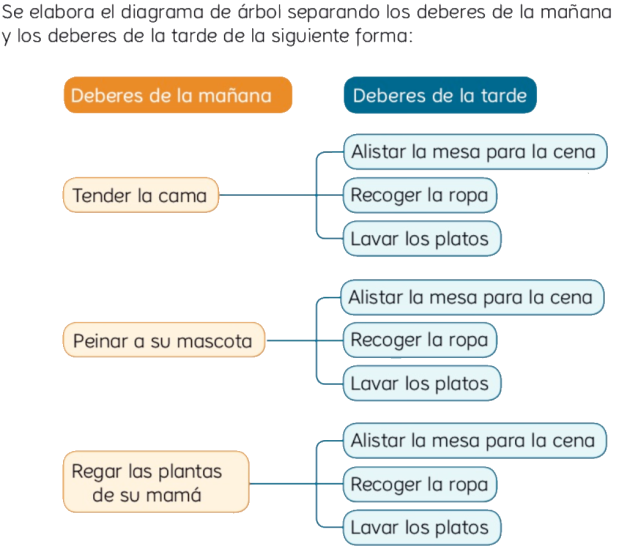 Se elabora el diagrama de árbol separando los deberes de la mañana
y los deberes de la tarde de la siguiente forma:
Deberes de la mañana
Deberes de la tarde
Tender la cama
Alistar la mesa para la cena
Recoger la ropa
Lavar los platos
Peinar a su mascota
Alistar la mesa para la cena
Recoger la ropa
Lavar los platos
Regar las plantas
de su mamá
Alistar la mesa para la cena
Recoger la ropa
Lavar los platos